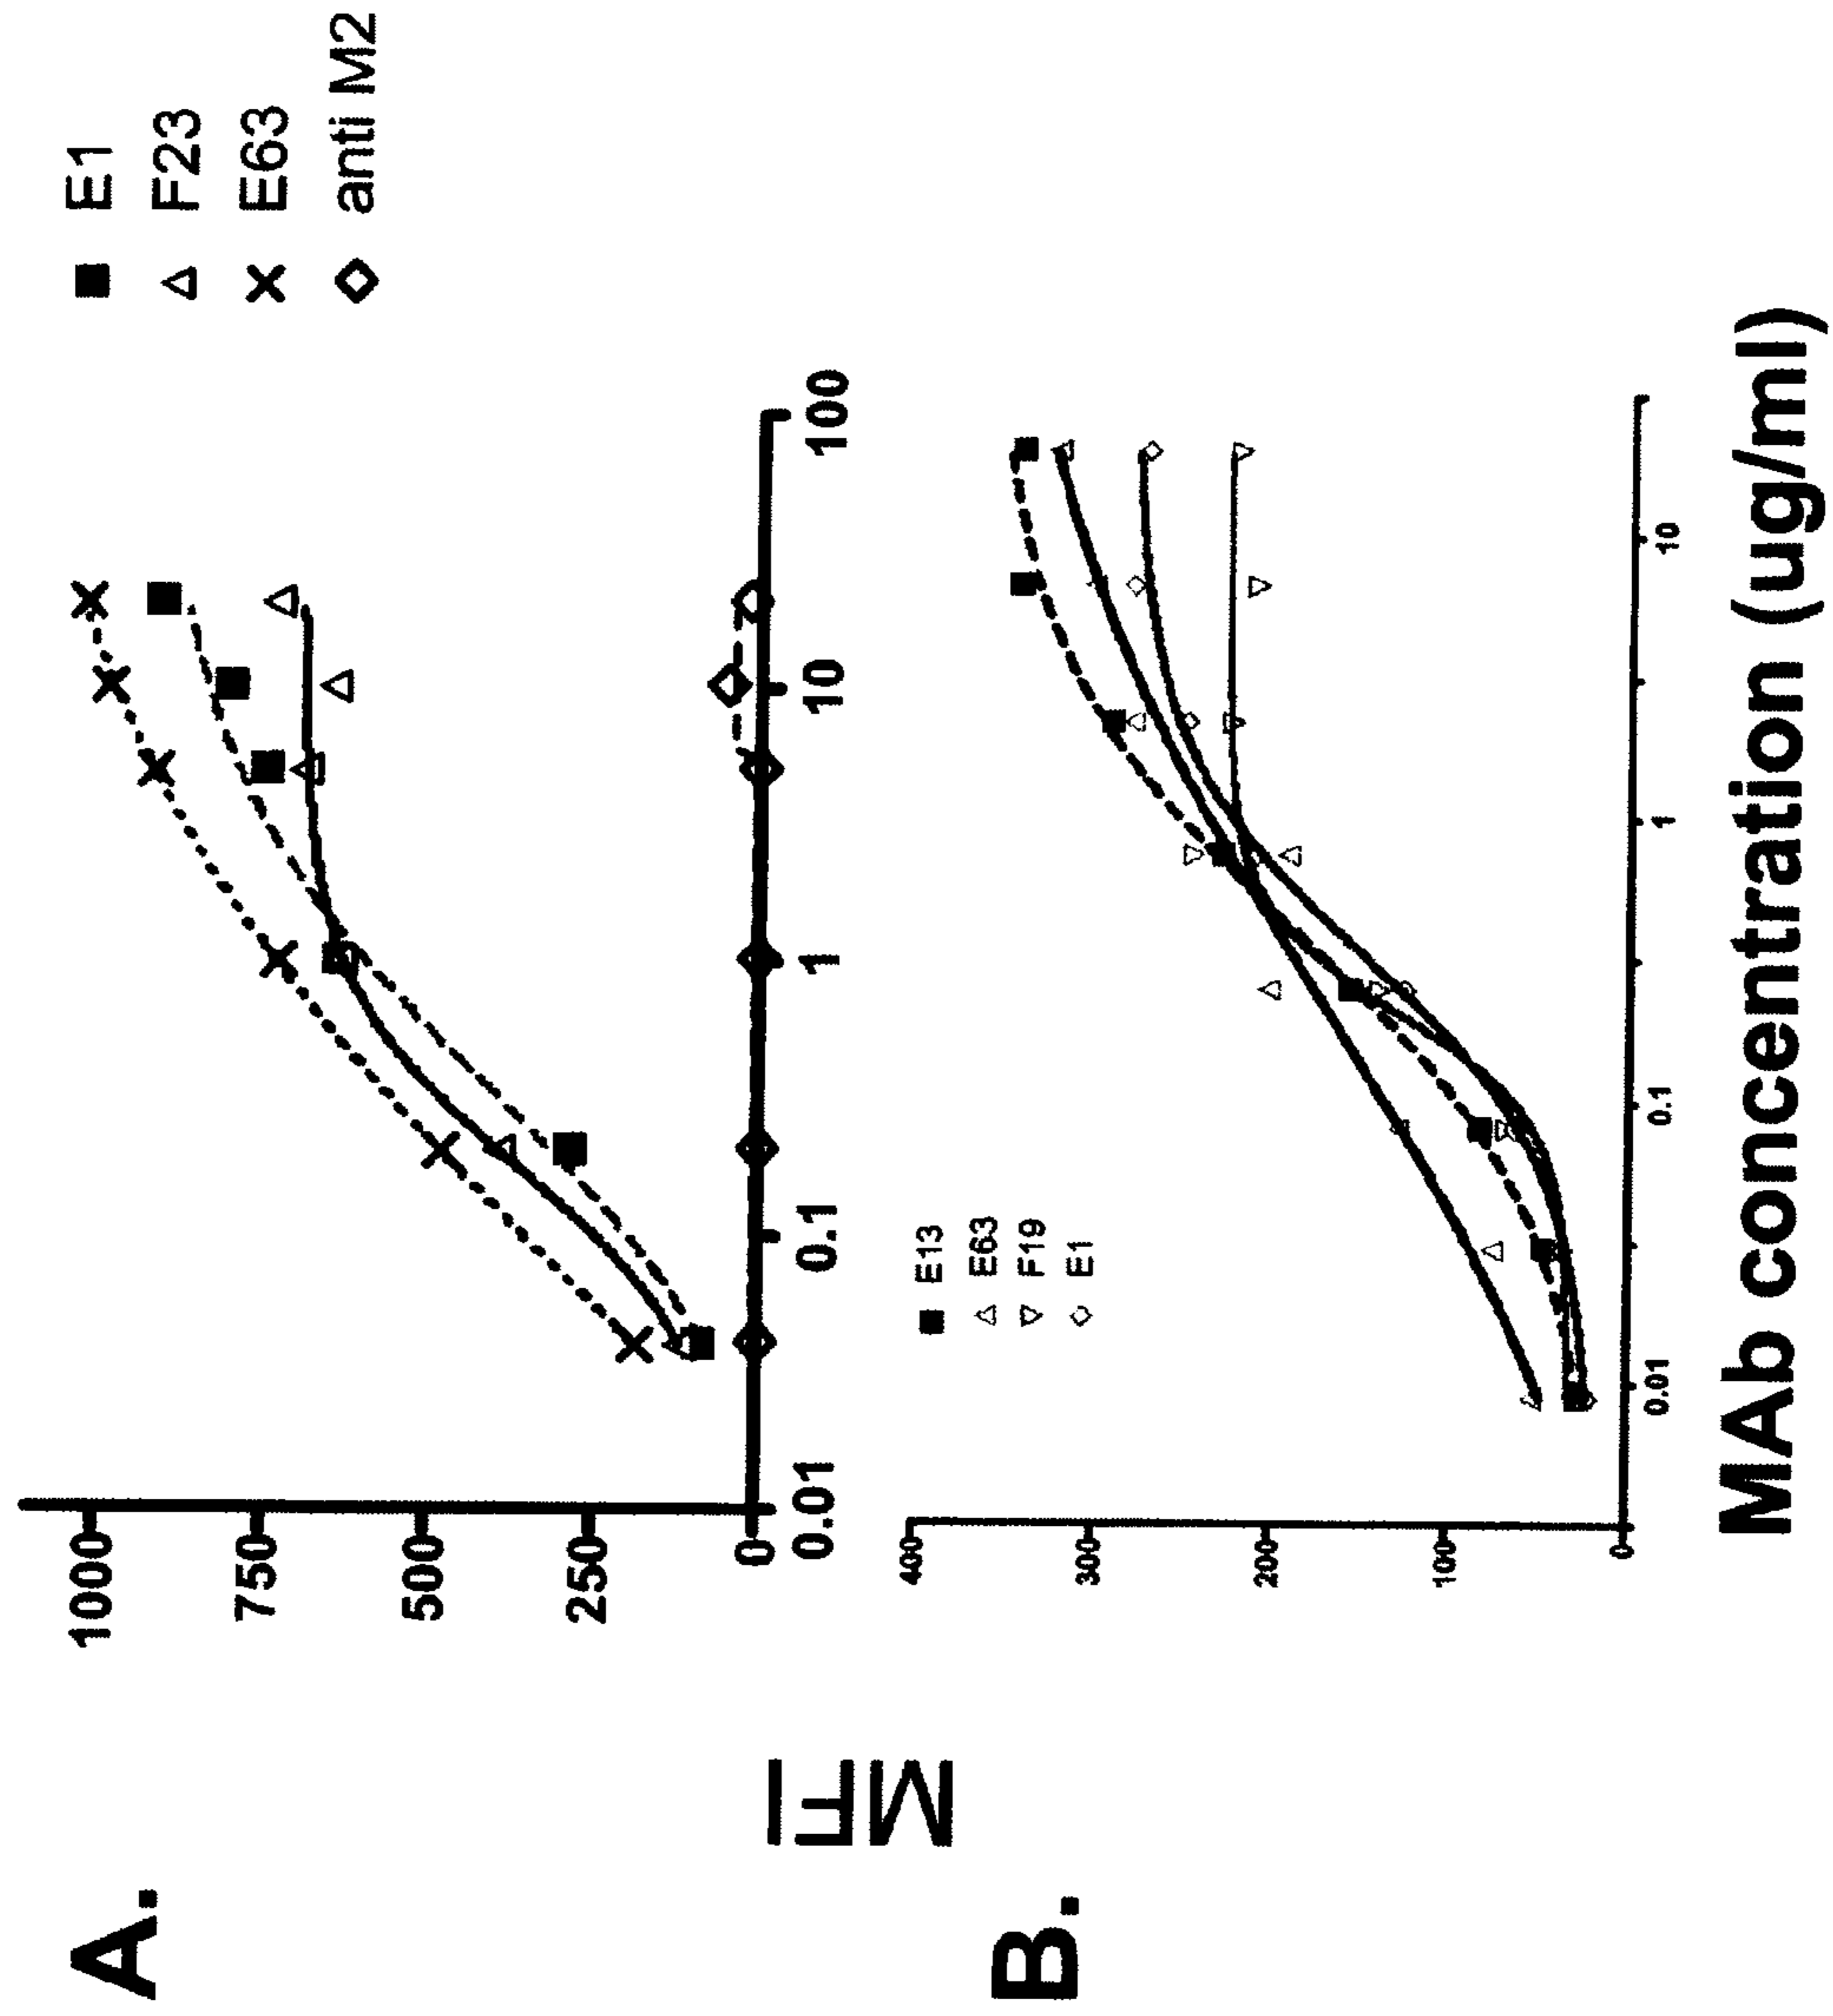 A.
1000
750
500
250
0
0.01
0.1
1
10
100
E1
F23
E63
anti M2
MFI
B.
400
300
200
100
0
0.01
0.1
1
10
E13
E63
F19
E1
MAb concentration (ug/ml)